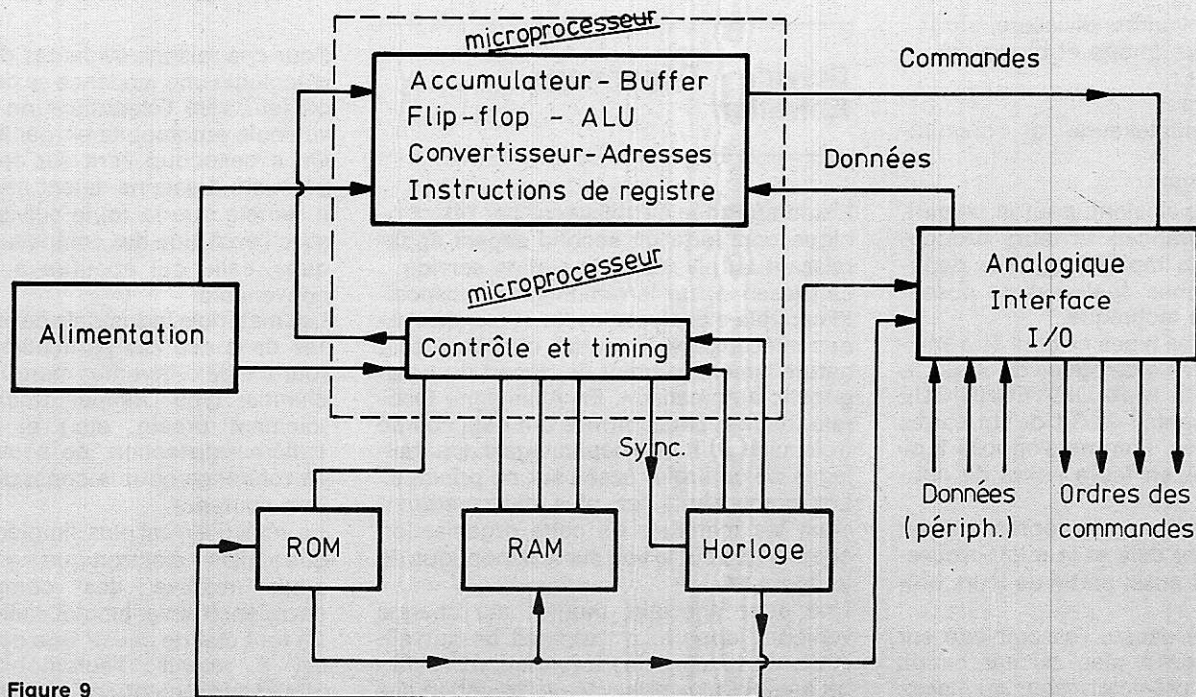 microprocesseur
Accumulateur - Buffer
Flip-flop - ALU
Convertisseur-Adresses
Instructions de registre
Commandes
Données
microprocesseur
Alimentation
Contrôle et timing
Analogique
Interface
I/O
Sync.
Données
(périph.)
Ordres des
commandes
ROM
RAM
Horloge
Figure 9